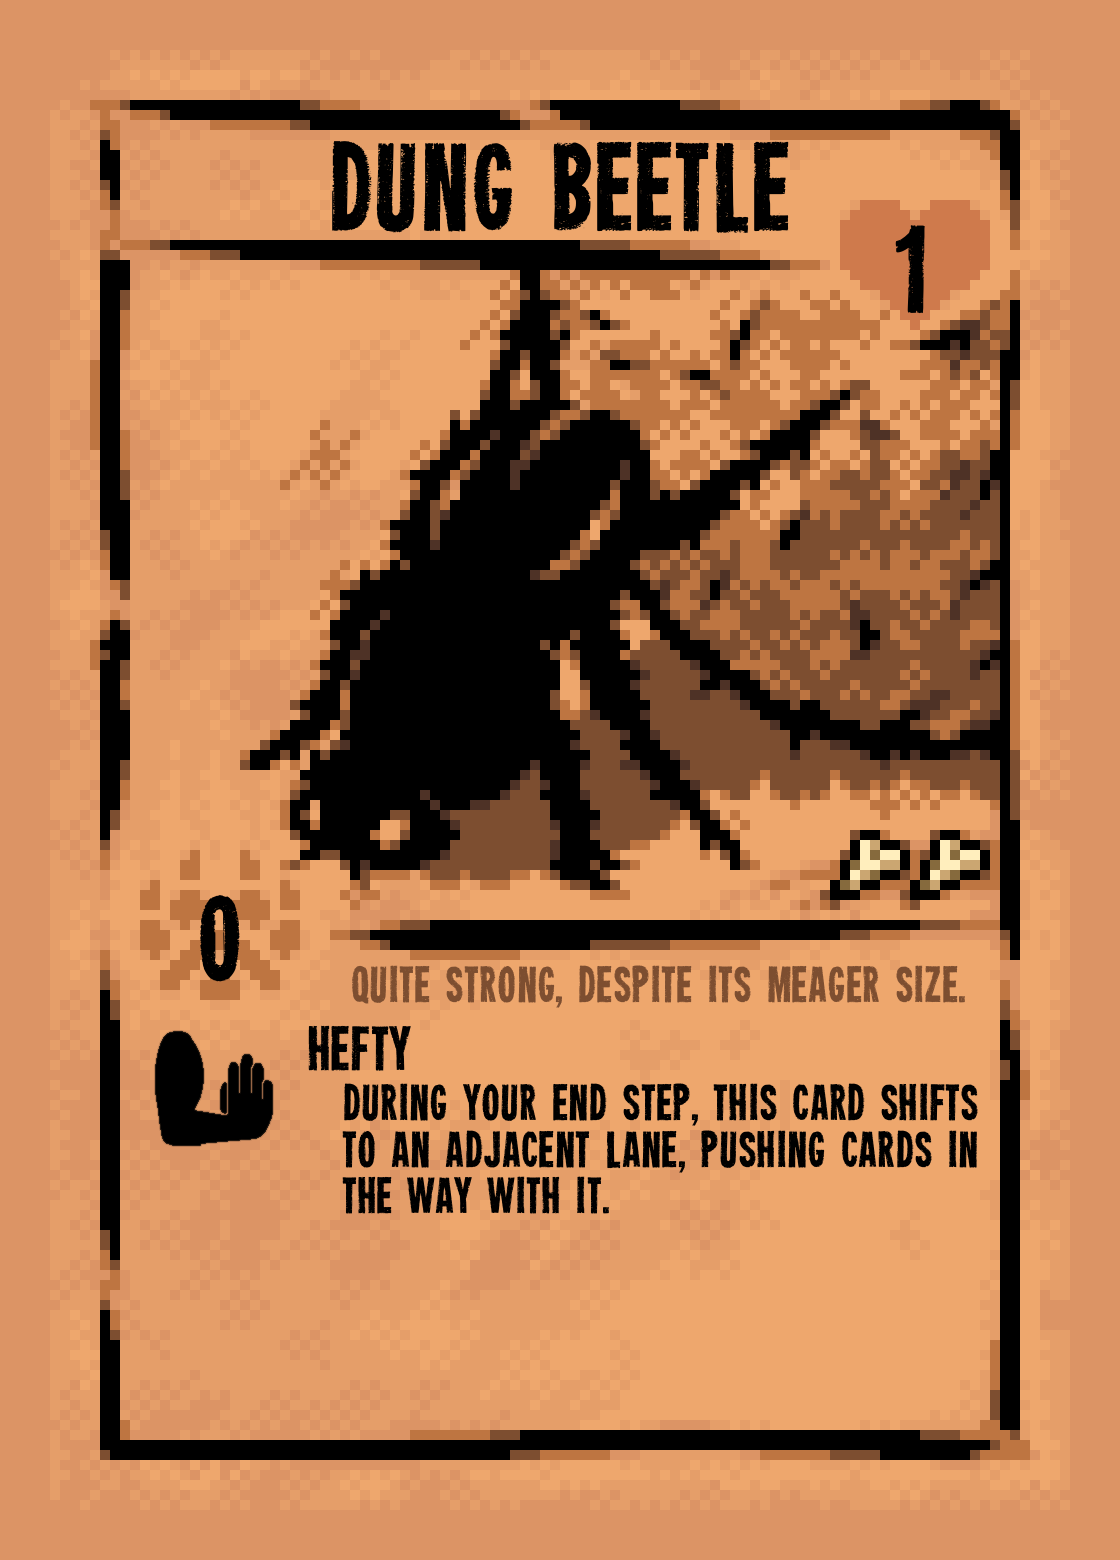 DUNG BEETLE
1
0
QUITE STRONG, DESPITE ITS MEAGER SIZE.
HEFTY
DURING YOUR END STEP, THIS CARD SHIFTS
TO AN ADJACENT LANE, PUSHING CARDS IN
THE WAY WITH IT.